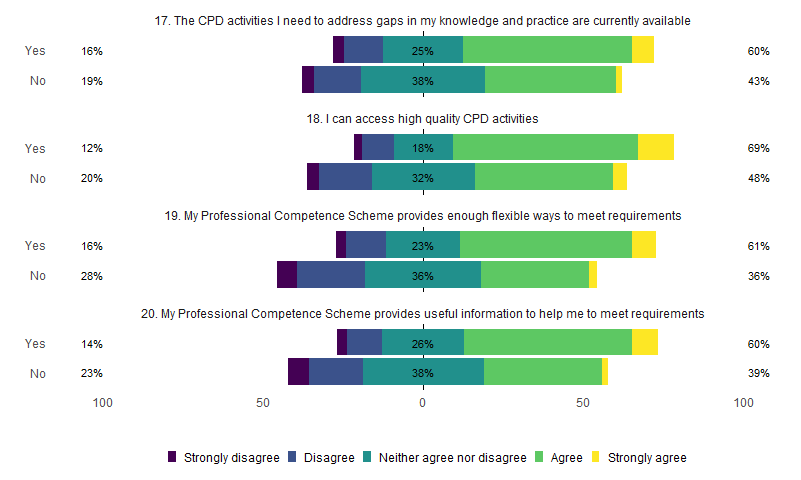 17. The CPD activities I need to address gaps in my knowledge and practice are currently available
Yes 16% 25% 60%
No 19% 38% 43%
18. I can access high quality CPD activities
Yes 12% 18% 69%
No 20% 32% 48%
19. My Professional Competence Scheme provides enough flexible ways to meet requirements
Yes 16% 23% 61%
No 28% 36% 36%
20. My Professional Competence Scheme provides useful information to help me to meet requirements
Yes 14% 26% 60%
No 23% 38% 39%
100 50 0 50 100
Strongly disagree Disagree Neither agree nor disagree Agree Strongly agree